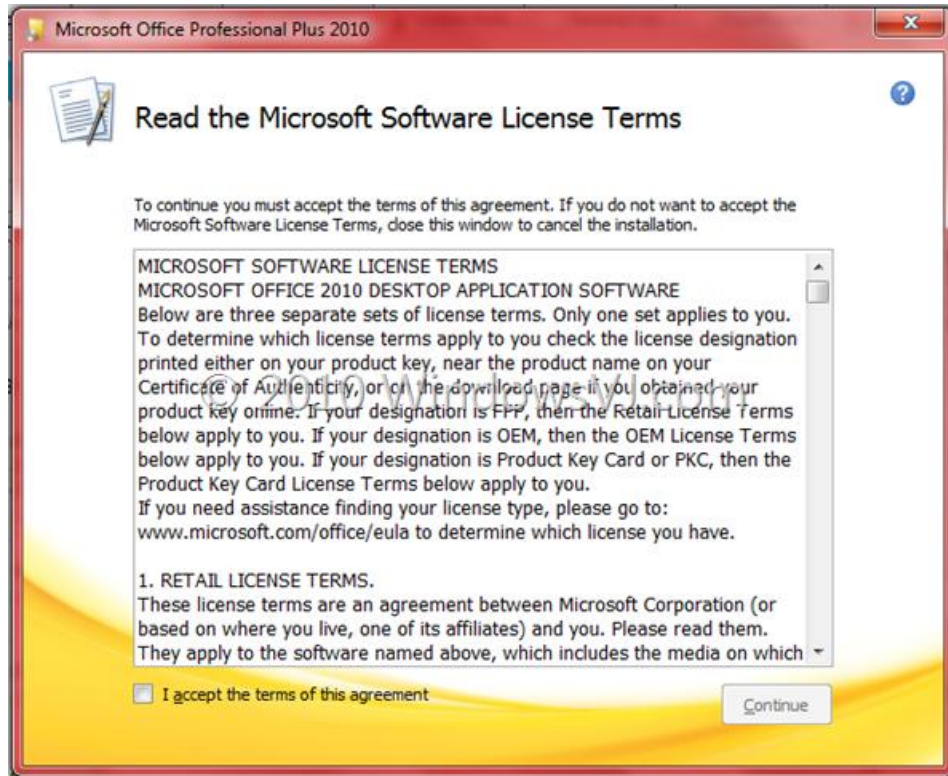 Microsoft Office Professional Plus 2010
Read the Microsoft Software License Terms
To continue you must accept the terms of this agreement. If you do not want to accept the
Microsoft Software License Terms, close this window to cancel the installation.
MICROSOFT SOFTWARE LICENSE TERMS
MICROSOFT OFFICE 2010 DESKTOP APPLICATION SOFTWARE
Below are three separate sets of license terms. Only one set applies to you.
To determine which license terms apply to you check the license designation
printed either on your product key, near the product name on your
Certificate of Authenticity, or on the download page if you obtained your
© 2010 WindowsVJ.com
product key online. If your designation is FPP, then the Retail License Terms
below apply to you. If your designation is OEM, then the OEM License Terms
below apply to you. If your designation is Product Key Card or PKC, then the
Product Key Card License Terms below apply to you.
If you need assistance finding your license type, please go to:
www.microsoft.com/office/eula to determine which license you have.
1. RETAIL LICENSE TERMS.
These license terms are an agreement between Microsoft Corporation (or
based on where you live, one of its affiliates) and you. Please read them.
They apply to the software named above, which includes the media on which
I accept the terms of this agreement
Continue